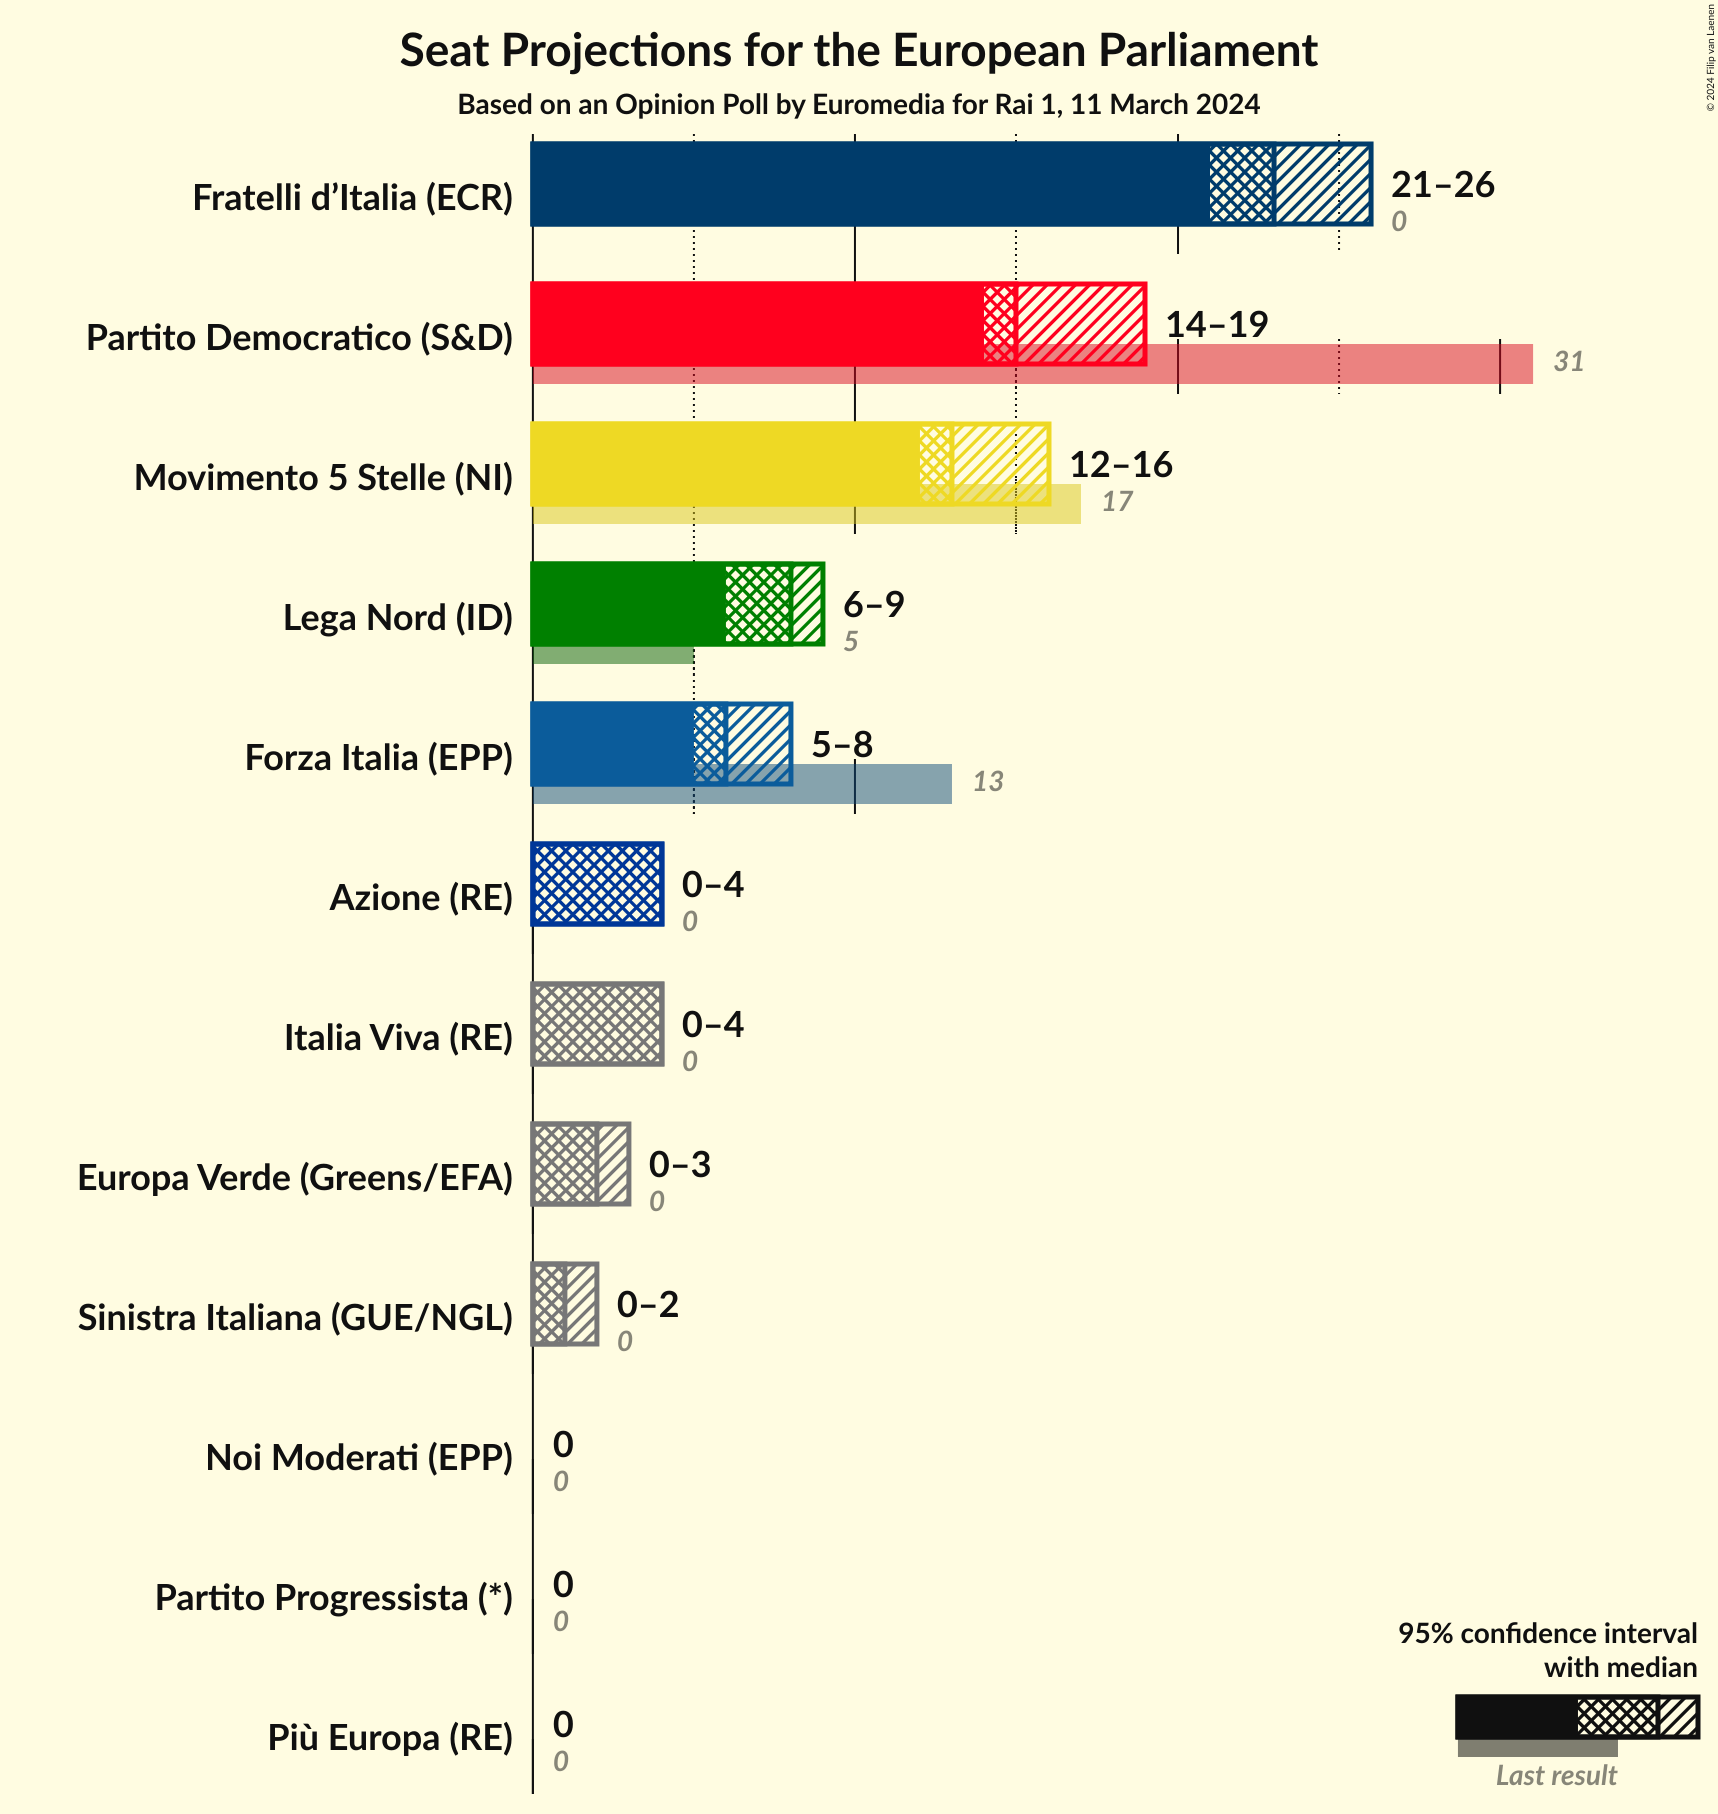 Seat Projections for the European Parliament
Based on an Opinion Poll by Euromedia for Rai 1, 11 March 2024
© 2024 Filip van Laenen
Fratelli d’Italia (ECR)
21–26
0
Partito Democratico (S&D)
14–19
31
Movimento 5 Stelle (NI)
12–16
17
Lega Nord (ID)
6–9
5
Forza Italia (EPP)
5–8
13
Azione (RE)
0–4
0
Italia Viva (RE)
0–4
0
Europa Verde (Greens/EFA)
0–3
0
Sinistra Italiana (GUE/NGL)
0–2
0
Noi Moderati (EPP)
0
0
Partito Progressista (*)
0
0
Più Europa (RE)
0
0
95% confidence interval
with median
Last result